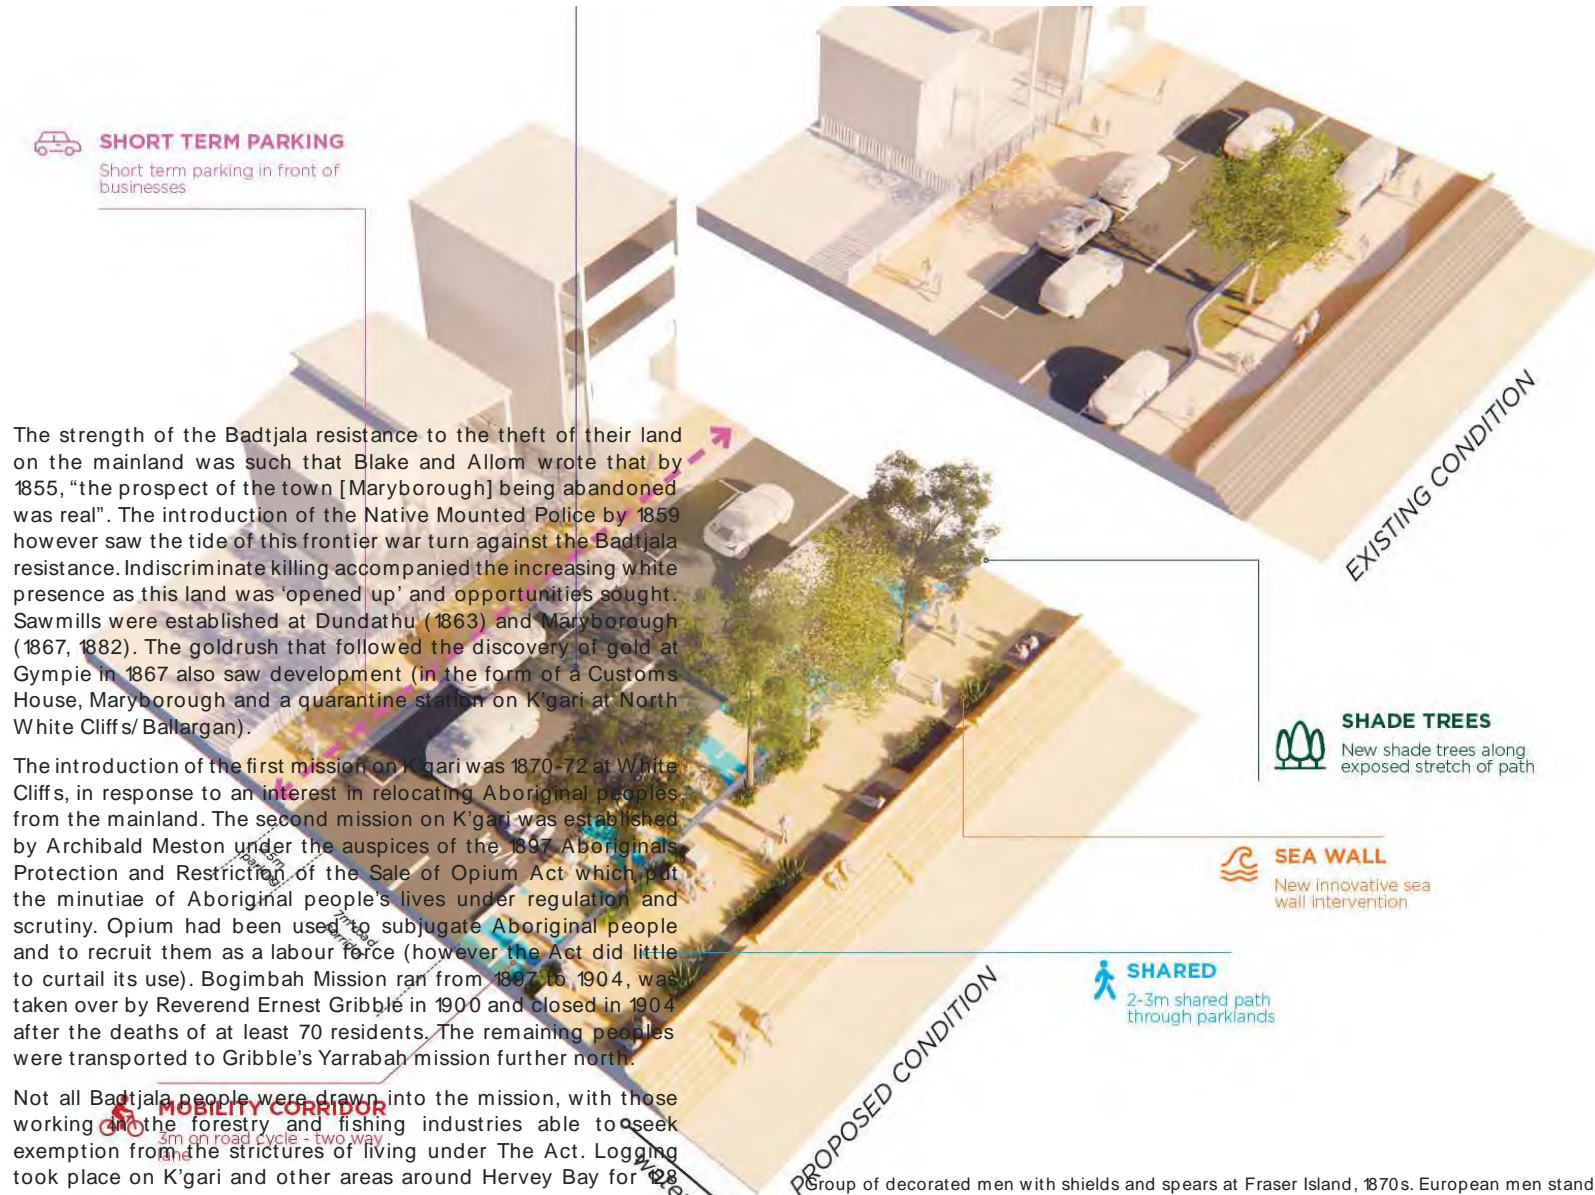 SHORT TERM PARKING
Short term parking in front of
businesses
EXISTING CONDITION
The strength of the Badtjala resistance to the theft of their land
on the mainland was such that Blake and Allom wrote that by
1855, “the prospect of the town [Maryborough] being abandoned
was real”. The introduction of the Native Mounted Police by 1859
however saw the tide of this frontier war turn against the Badtjala
resistance. Indiscriminate killing accompanied the increasing white
presence as this land was ‘opened up’ and opportunities sought.
Sawmills were established at Dundathu (1863) and Maryborough
(1867, 1882). The goldrush that followed the discovery of gold at
Gympie in 1867 also saw development (in the form of a Customs
House, Maryborough and a quarantine station on K’gari at North
White Cliffs/ Ballargan).
The introduction of the first mission on K’gari was 1870-72 at White
Cliffs, in response to an interest in relocating Aboriginal peoples
from the mainland. The second mission on K’gari was established
by Archibald Meston under the auspices of the 1897 Aboriginals
Protection and Restriction of the Sale of Opium Act which put
the minutiae of Aboriginal people’s lives under regulation and
scrutiny. Opium had been used to subjugate Aboriginal people
and to recruit them as a labour force (however the Act did little
to curtail its use). Bogimbah Mission ran from 1897 to 1904, was
taken over by Reverend Ernest Gribble in 1900 and closed in 1904
after the deaths of at least 70 residents. The remaining peoples
were transported to Gribble’s Yarrabah mission further north.
Not all Badtjala people were drawn into the mission, with those
working in the forestry and fishing industries able to seek
exemption from the strictures of living under The Act. Logging
took place on K’gari and other areas around Hervey Bay for 128
parking
7m road
MOBILITY CORRIDOR
3m on road cycle - two way
lane
SHADE TREES
New shade trees along
exposed stretch of path
SEA WALL
New innovative sea
wall intervention
SHARED
2-3m shared path
through parklands
PROPOSED CONDITION
Group of decorated men with shields and spears at Fraser Island, 1870s. European men stand